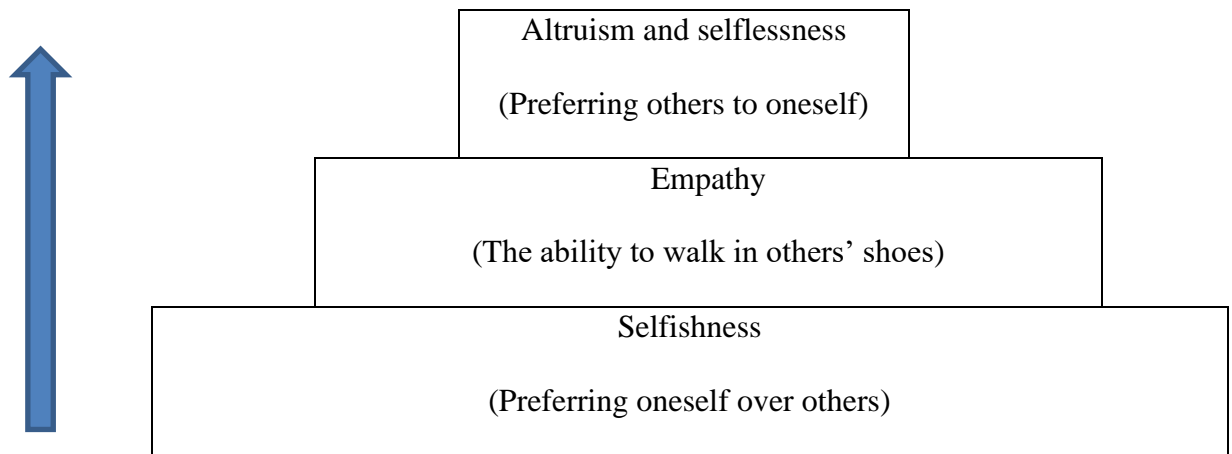 Altruism and selflessness
(Preferring others to oneself)
Empathy
(The ability to walk in others’ shoes)
Selfishness
(Preferring oneself over others)